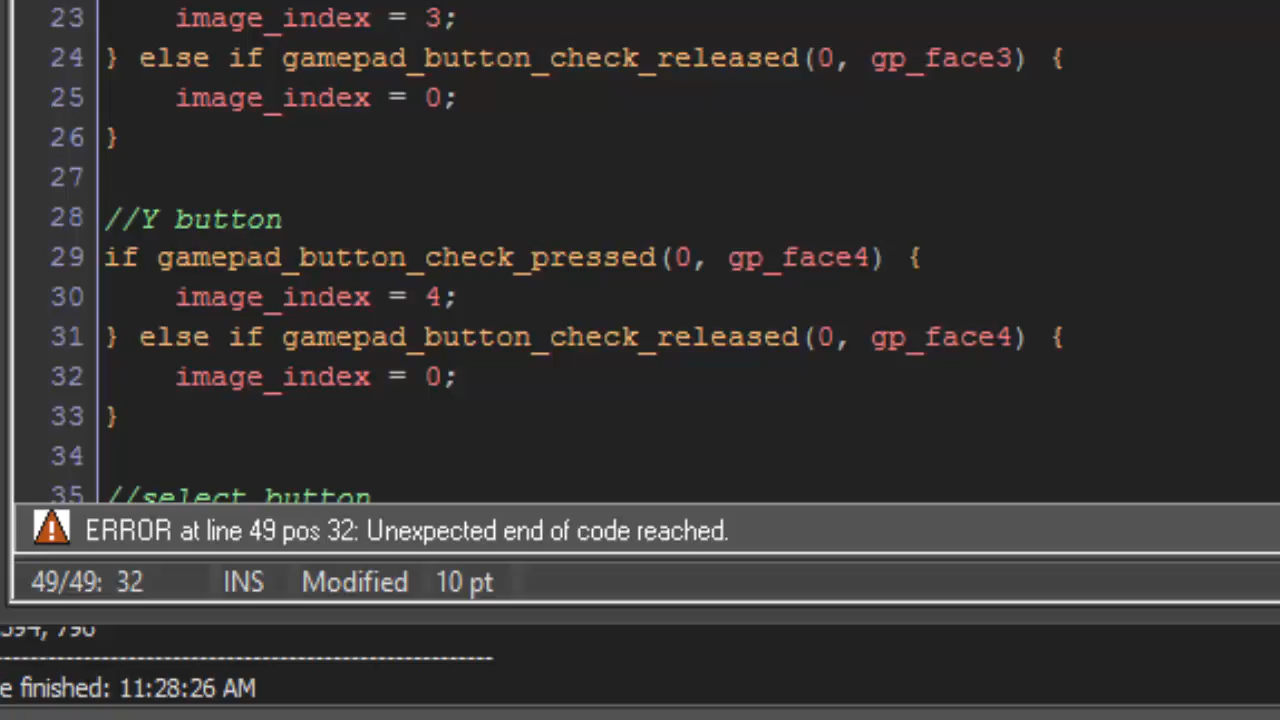 23 image_index = 3;
24 } else if gamepad_button_check_released(0, gp_face3) {
25 image_index = 0;
26 }
27
28 //Y button
29 if gamepad_button_check_pressed(0, gp_face4) {
30 image_index = 4;
31 } else if gamepad_button_check_released(0, gp_face4) {
32 image_index = 0;
33 }
34
35 //select button
ERROR at line 49 pos 32: Unexpected end of code reached.
49/49: 32 INS Modified 10 pt
e finished: 11:28:26 AM